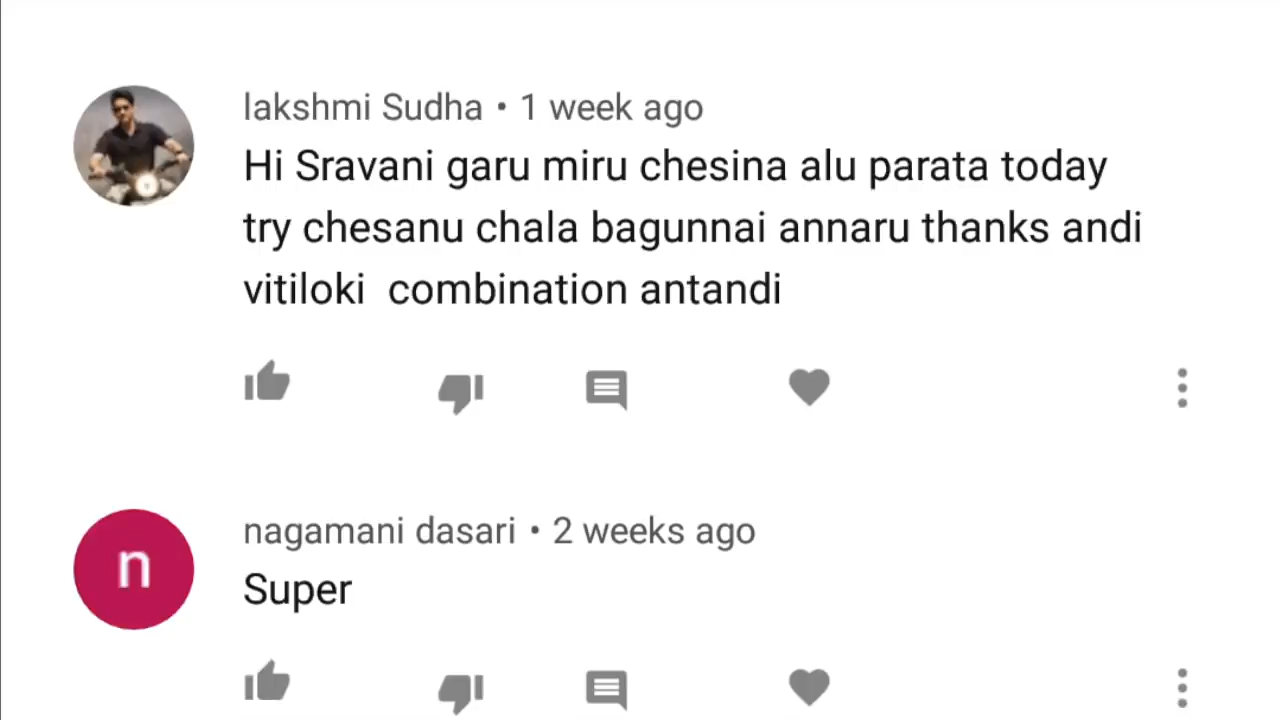 lakshmi Sudha • 1 week ago
Hi Sravani garu miru chesina alu parata today
try chesanu chala bagunnai annaru thanks andi
vitiloki  combination antandi
n
nagamani dasari • 2 weeks ago
Super